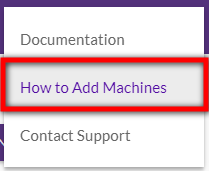 Documentation
How to Add Machines
Contact Support